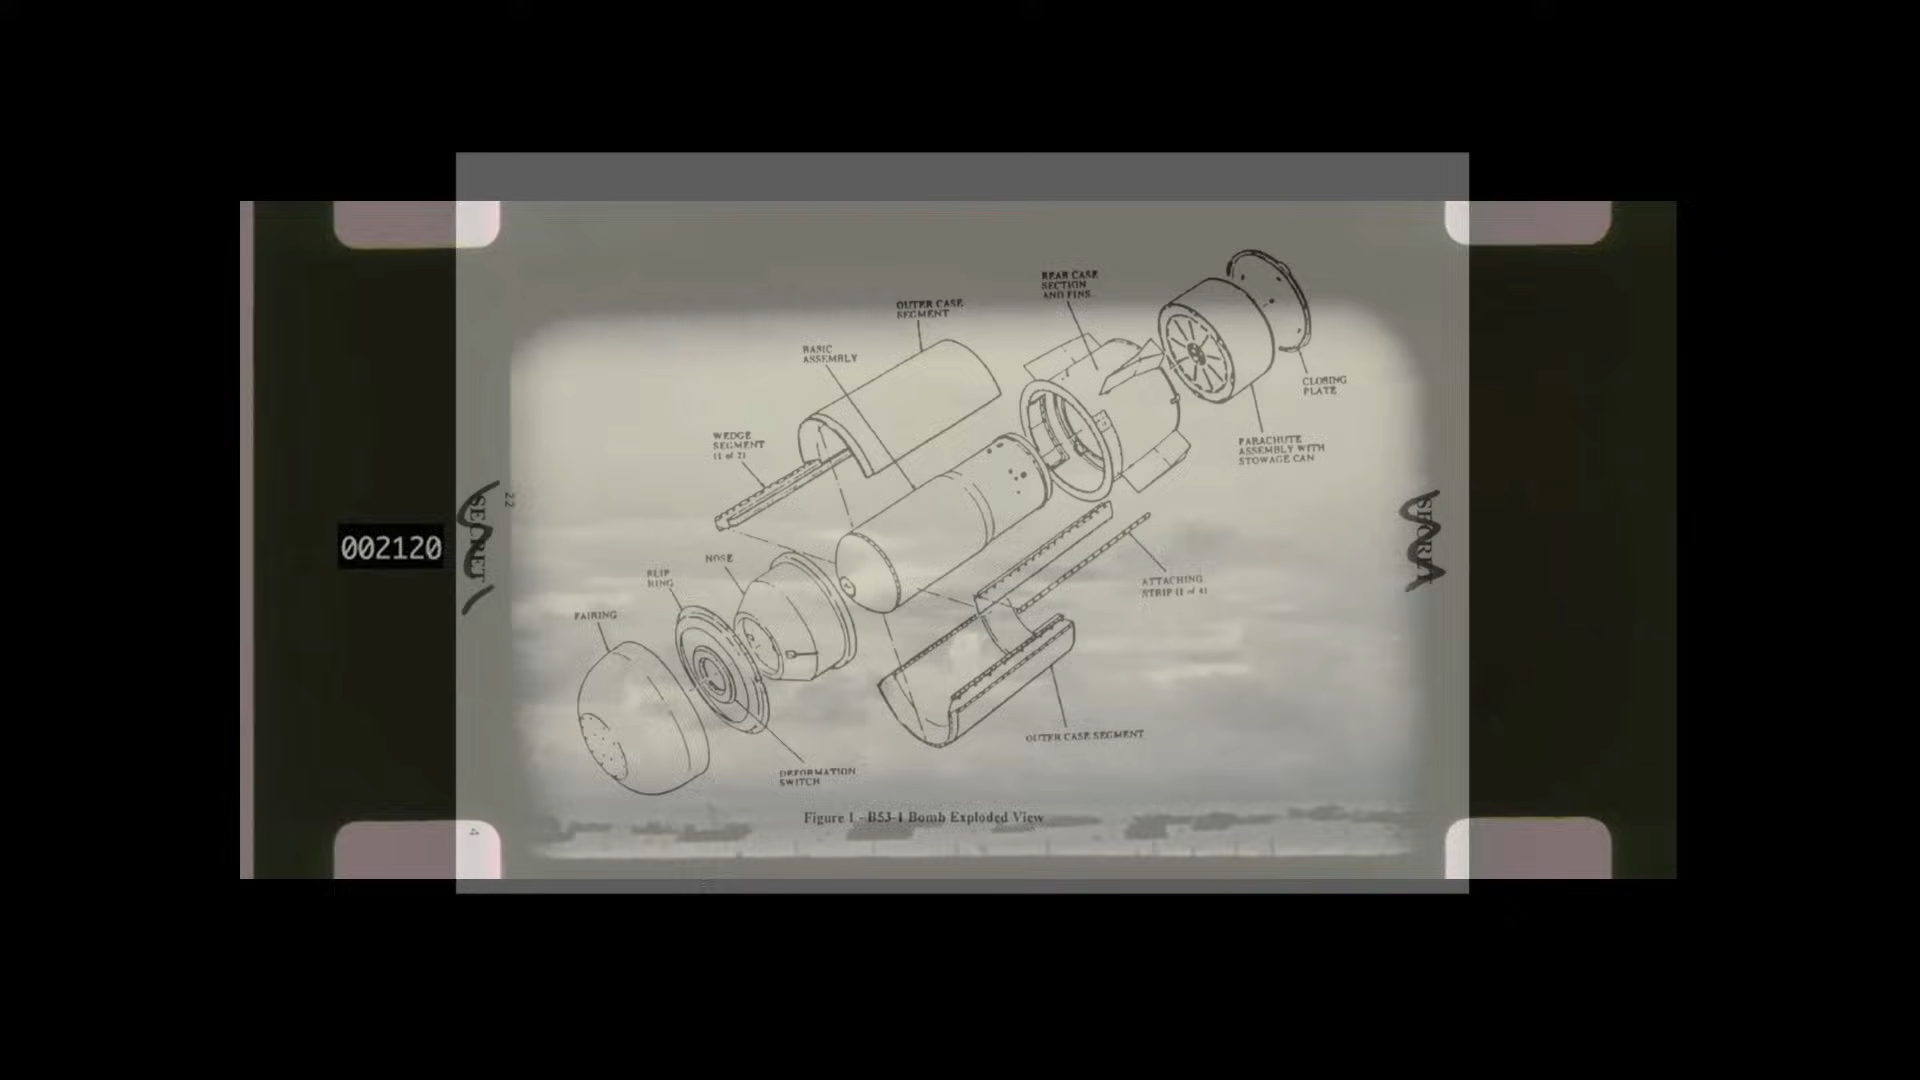 REAR CASE
SECTION
AND FINS
OUTER CASE
SEGMENT
BASIC
ASSEMBLY
CLOSING
PLATE
WEDGE
SEGMENT
(1 of 2)
PARACHUTE
ASSEMBLY WITH
STOWAGE CAN
SECRET
22
SECRET
002120
NOSE
SLIP
RING
ATTACHING
STRIP (1 of 4)
FAIRING
OUTER CASE SEGMENT
DEFORMATION
SWITCH
Figure 1 - B53-1 Bomb Exploded View
4